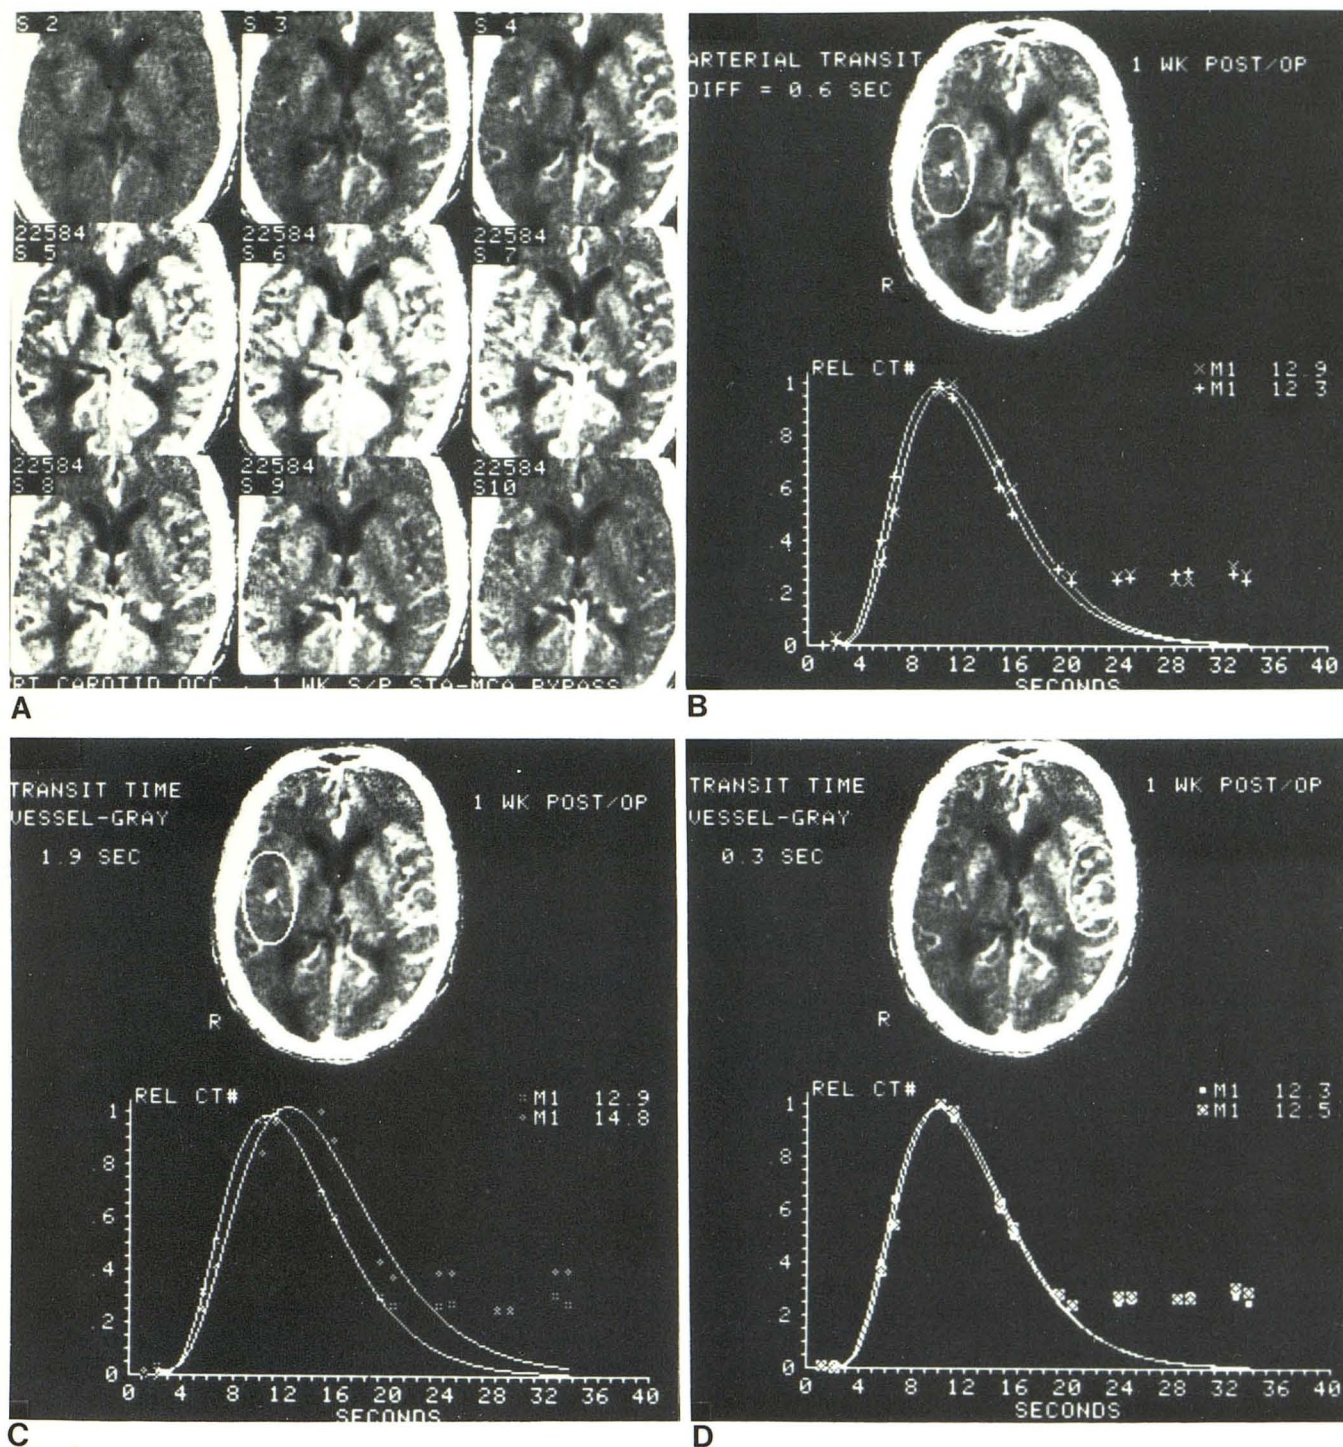 S 2
S 3
S 4
22584
S 5
22584
S 6
22584
S 7
22584
S 8
22584
S 9
22584
S10
RT CAROTID OCC , 1 WK S/P STA-MCA BYPASS
A
ARTERIAL TRANSIT
DIFF = 0.6 SEC
1 WK POST/OP
R
REL CT#
×M1 12.9
+M1 12.3
1
.8
.6
.4
.2
0
0 4 8 12 16 20 24 28 32 36 40
SECONDS
B
TRANSIT TIME
VESSEL-GRAY
1.9 SEC
1 WK POST/OP
R
REL CT#
M1 12.9
M1 14.8
1
.8
.6
.4
.2
0
0 4 8 12 16 20 24 28 32 36 40
SECONDS
C
TRANSIT TIME
VESSEL-GRAY
0.3 SEC
1 WK POST/OP
R
REL CT#
M1 12.3
M1 12.5
1
.8
.6
.4
.2
0
0 4 8 12 16 20 24 28 32 36 40
SECONDS
D